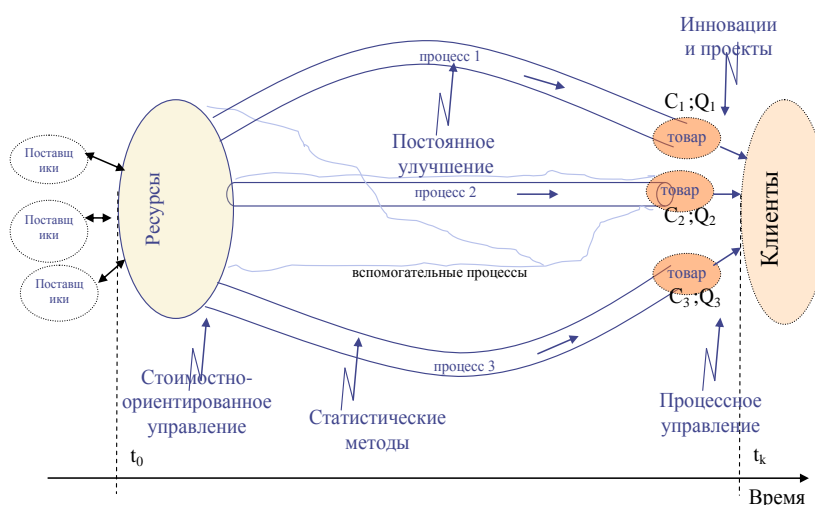 Инновации
и проекты
процесс 1
C1 ;Q1
товар
Постоянное
улучшение
Поставщ
ики
Ресурсы
процесс 2
товар
C2 ;Q2
Поставщ
ики
Клиенты
вспомогательные процессы
товар
C3 ;Q3
Поставщ
ики
процесс 3
Стоимостно-
ориентированное
управление
Статистические
методы
Процессное
управление
t0
tk
Время